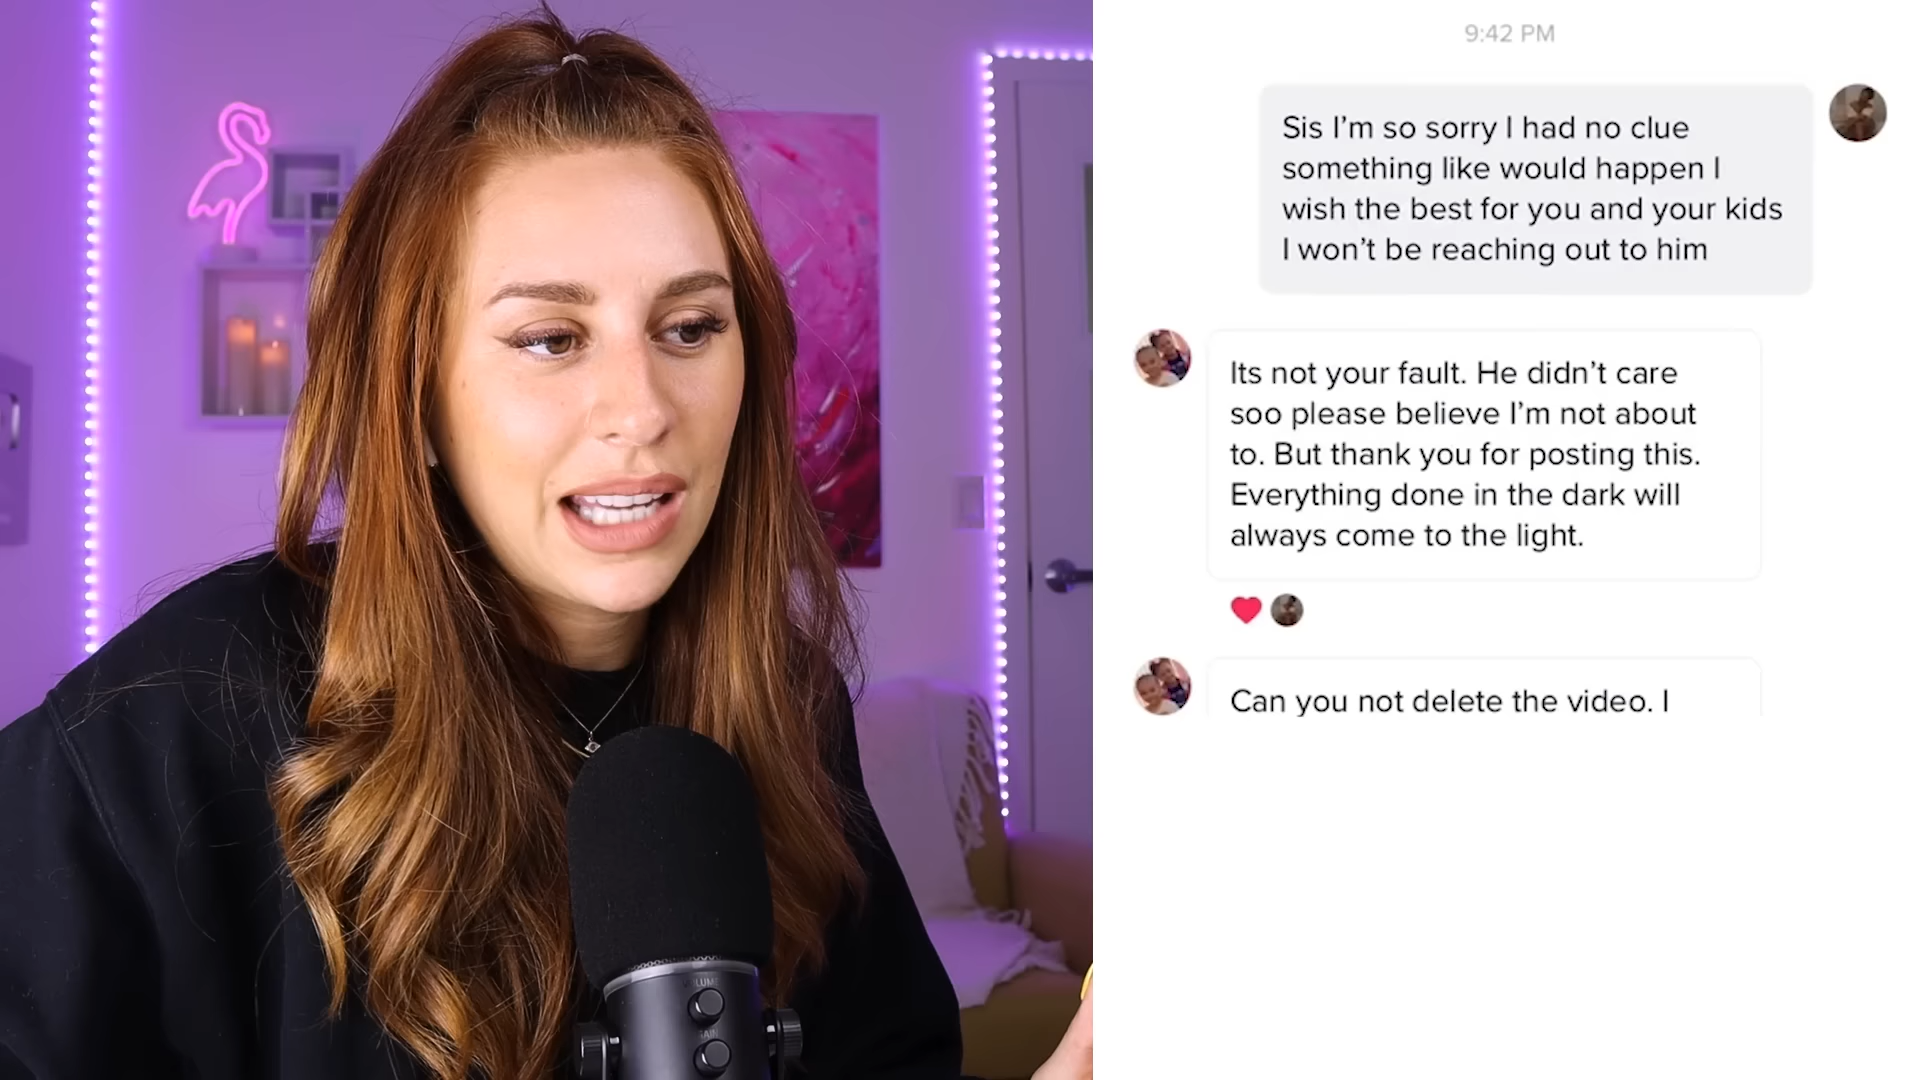 9:42 PM
Sis I'm so sorry I had no clue
something like would happen I
wish the best for you and your kids
I won't be reaching out to him
Its not your fault. He didn't care
soo please believe I'm not about
to. But thank you for posting this.
Everything done in the dark will
always come to the light.
Can you not delete the video. I